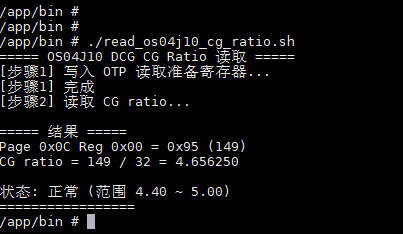 /app/bin #
/app/bin #
/app/bin # ./read_os04j10_cg_ratio.sh
===== OS04J10 DCG CG Ratio 读取 =====
[步骤1] 写入 OTP 读取准备寄存器...
[步骤1] 完成
[步骤2] 读取 CG ratio...
===== 结果 =====
Page 0x0C Reg 0x00 = 0x95 (149)
CG ratio = 149 / 32 = 4.656250
状态: 正常 (范围 4.40 ~ 5.00)
=================
/app/bin #